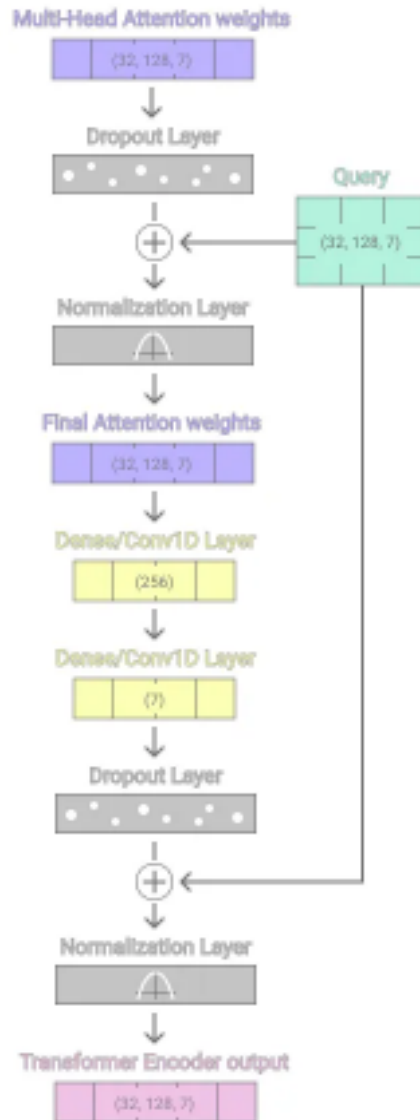 Multi-Head Attention weights
(32, 128, 7)
Dropout Layer
Query
(32, 128, 7)
Normalization Layer
Final Attention weights
(32, 128, 7)
Dense/Conv1D Layer
(256)
Dense/Conv1D Layer
(7)
Dropout Layer
Normalization Layer
Transformer Encoder output
(32, 128, 7)